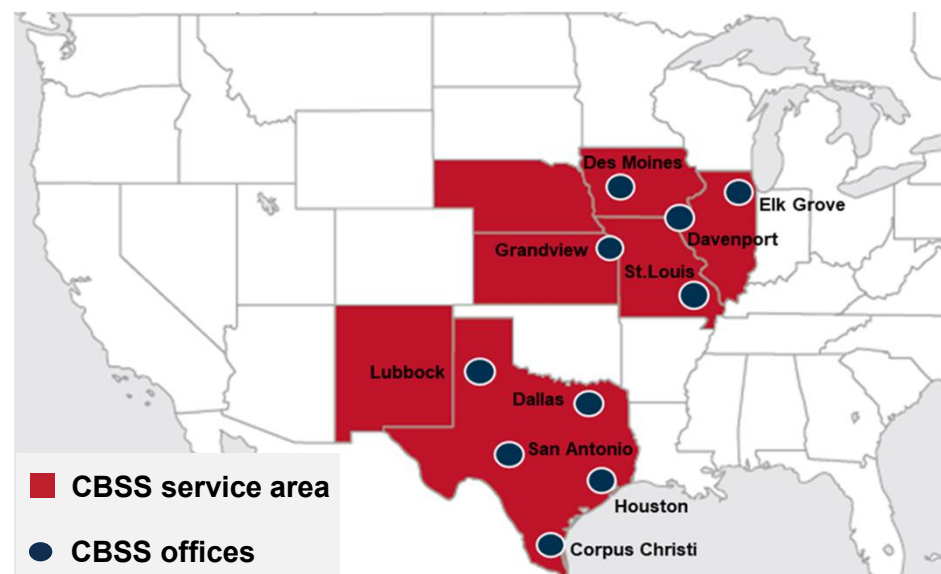 Des Moines
Elk Grove
Davenport
Grandview
St.Louis
Lubbock
Dallas
San Antonio
Houston
Corpus Christi
CBSS service area
CBSS offices